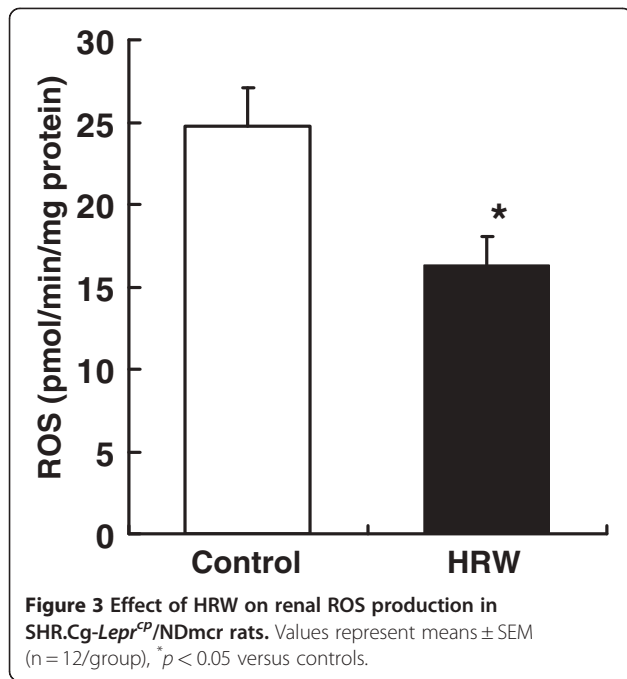 30
25
20
15
10
5
0
ROS (pmol/min/mg protein)
*
Control HRW
Figure 3 Effect of HRW on renal ROS production in
SHR.Cg-Lepr^cp/NDmcr rats. Values represent means ± SEM
(n = 12/group), *p < 0.05 versus controls.